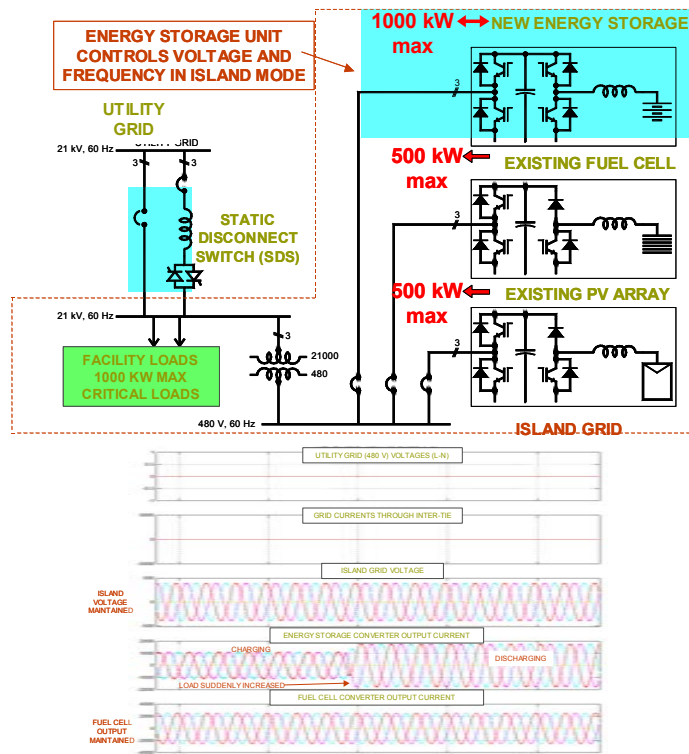 1000 kW
max
NEW ENERGY STORAGE
ENERGY STORAGE UNIT
CONTROLS VOLTAGE AND
FREQUENCY IN ISLAND MODE
3
UTILITY
GRID
21 kV, 60 Hz
3
3
500 kW
max
EXISTING FUEL CELL
STATIC
DISCONNECT
SWITCH (SDS)
3
500 kW
max
EXISTING PV ARRAY
21 kV, 60 Hz
3
3
FACILITY LOADS
1000 KW MAX
CRITICAL LOADS
21000
480
480 V, 60 Hz
ISLAND GRID
UTILITY GRID (480 V) VOLTAGES (L-N)
GRID CURRENTS THROUGH INTER-TIE
ISLAND GRID VOLTAGE
ISLAND
VOLTAGE
MAINTAINED
ENERGY STORAGE CONVERTER OUTPUT CURRENT
CHARGING
DISCHARGING
LOAD SUDDENLY INCREASED
FUEL CELL CONVERTER OUTPUT CURRENT
FUEL CELL
OUTPUT
MAINTAINED